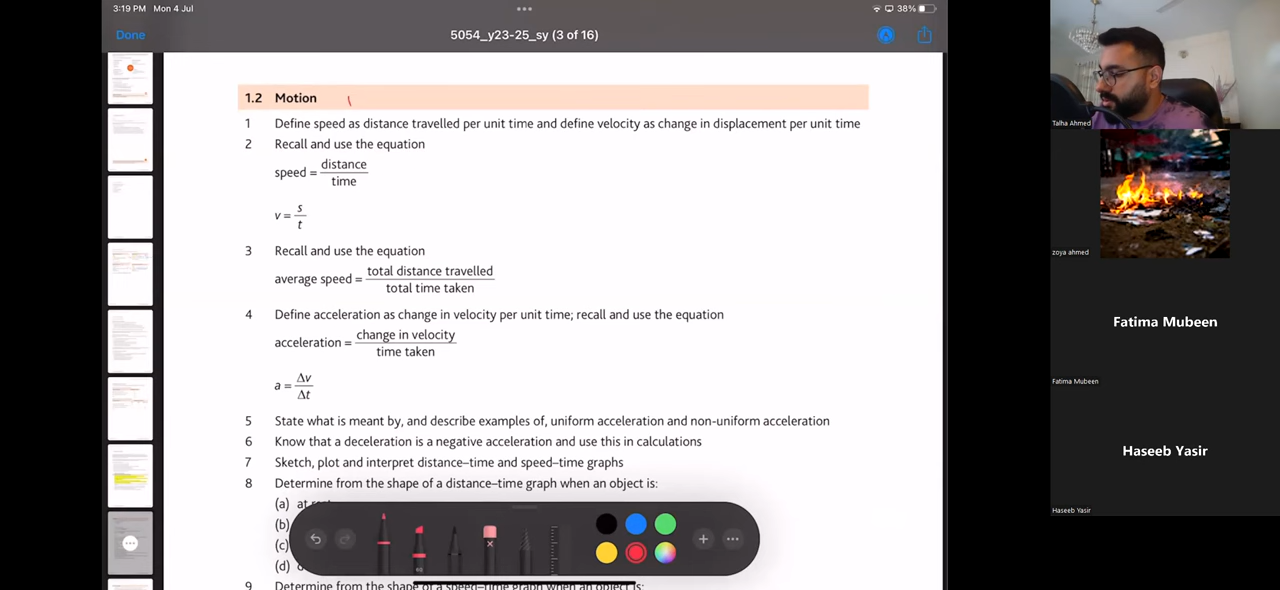 3:19 PM Mon 4 Jul
38%
Done
5054_y23-25_sy (3 of 16)
1.2 Motion
1 Define speed as distance travelled per unit time and define velocity as change in displacement per unit time
2 Recall and use the equation
speed = distance / time
v = s / t
3 Recall and use the equation
average speed = total distance travelled / total time taken
4 Define acceleration as change in velocity per unit time; recall and use the equation
acceleration = change in velocity / time taken
a = Δv / Δt
5 State what is meant by, and describe examples of, uniform acceleration and non-uniform acceleration
6 Know that a deceleration is a negative acceleration and use this in calculations
7 Sketch, plot and interpret distance–time and speed–time graphs
8 Determine from the shape of a distance–time graph when an object is:
(a) at
(b)
(c)
(d)
9 Determine from the shape of a speed–time graph when an object is:
Talha Ahmed
zoya ahmed
Fatima Mubeen
Fatima Mubeen
Haseeb Yasir
Haseeb Yasir